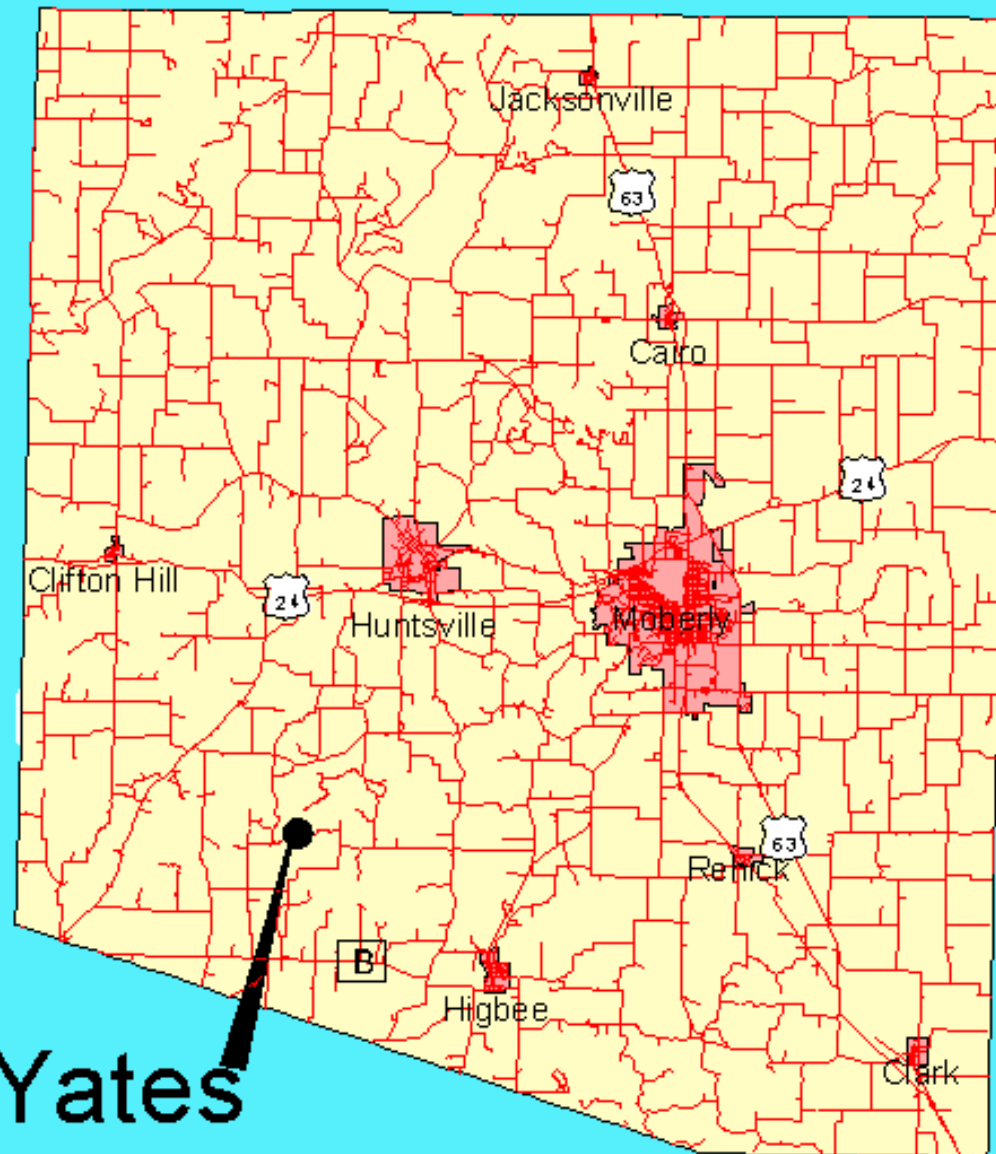 Jacksonville
63
Cairo
24
Clifton Hill
24
Huntsville
Moberly
63
Renick
B
Higbee
Clark
Yates